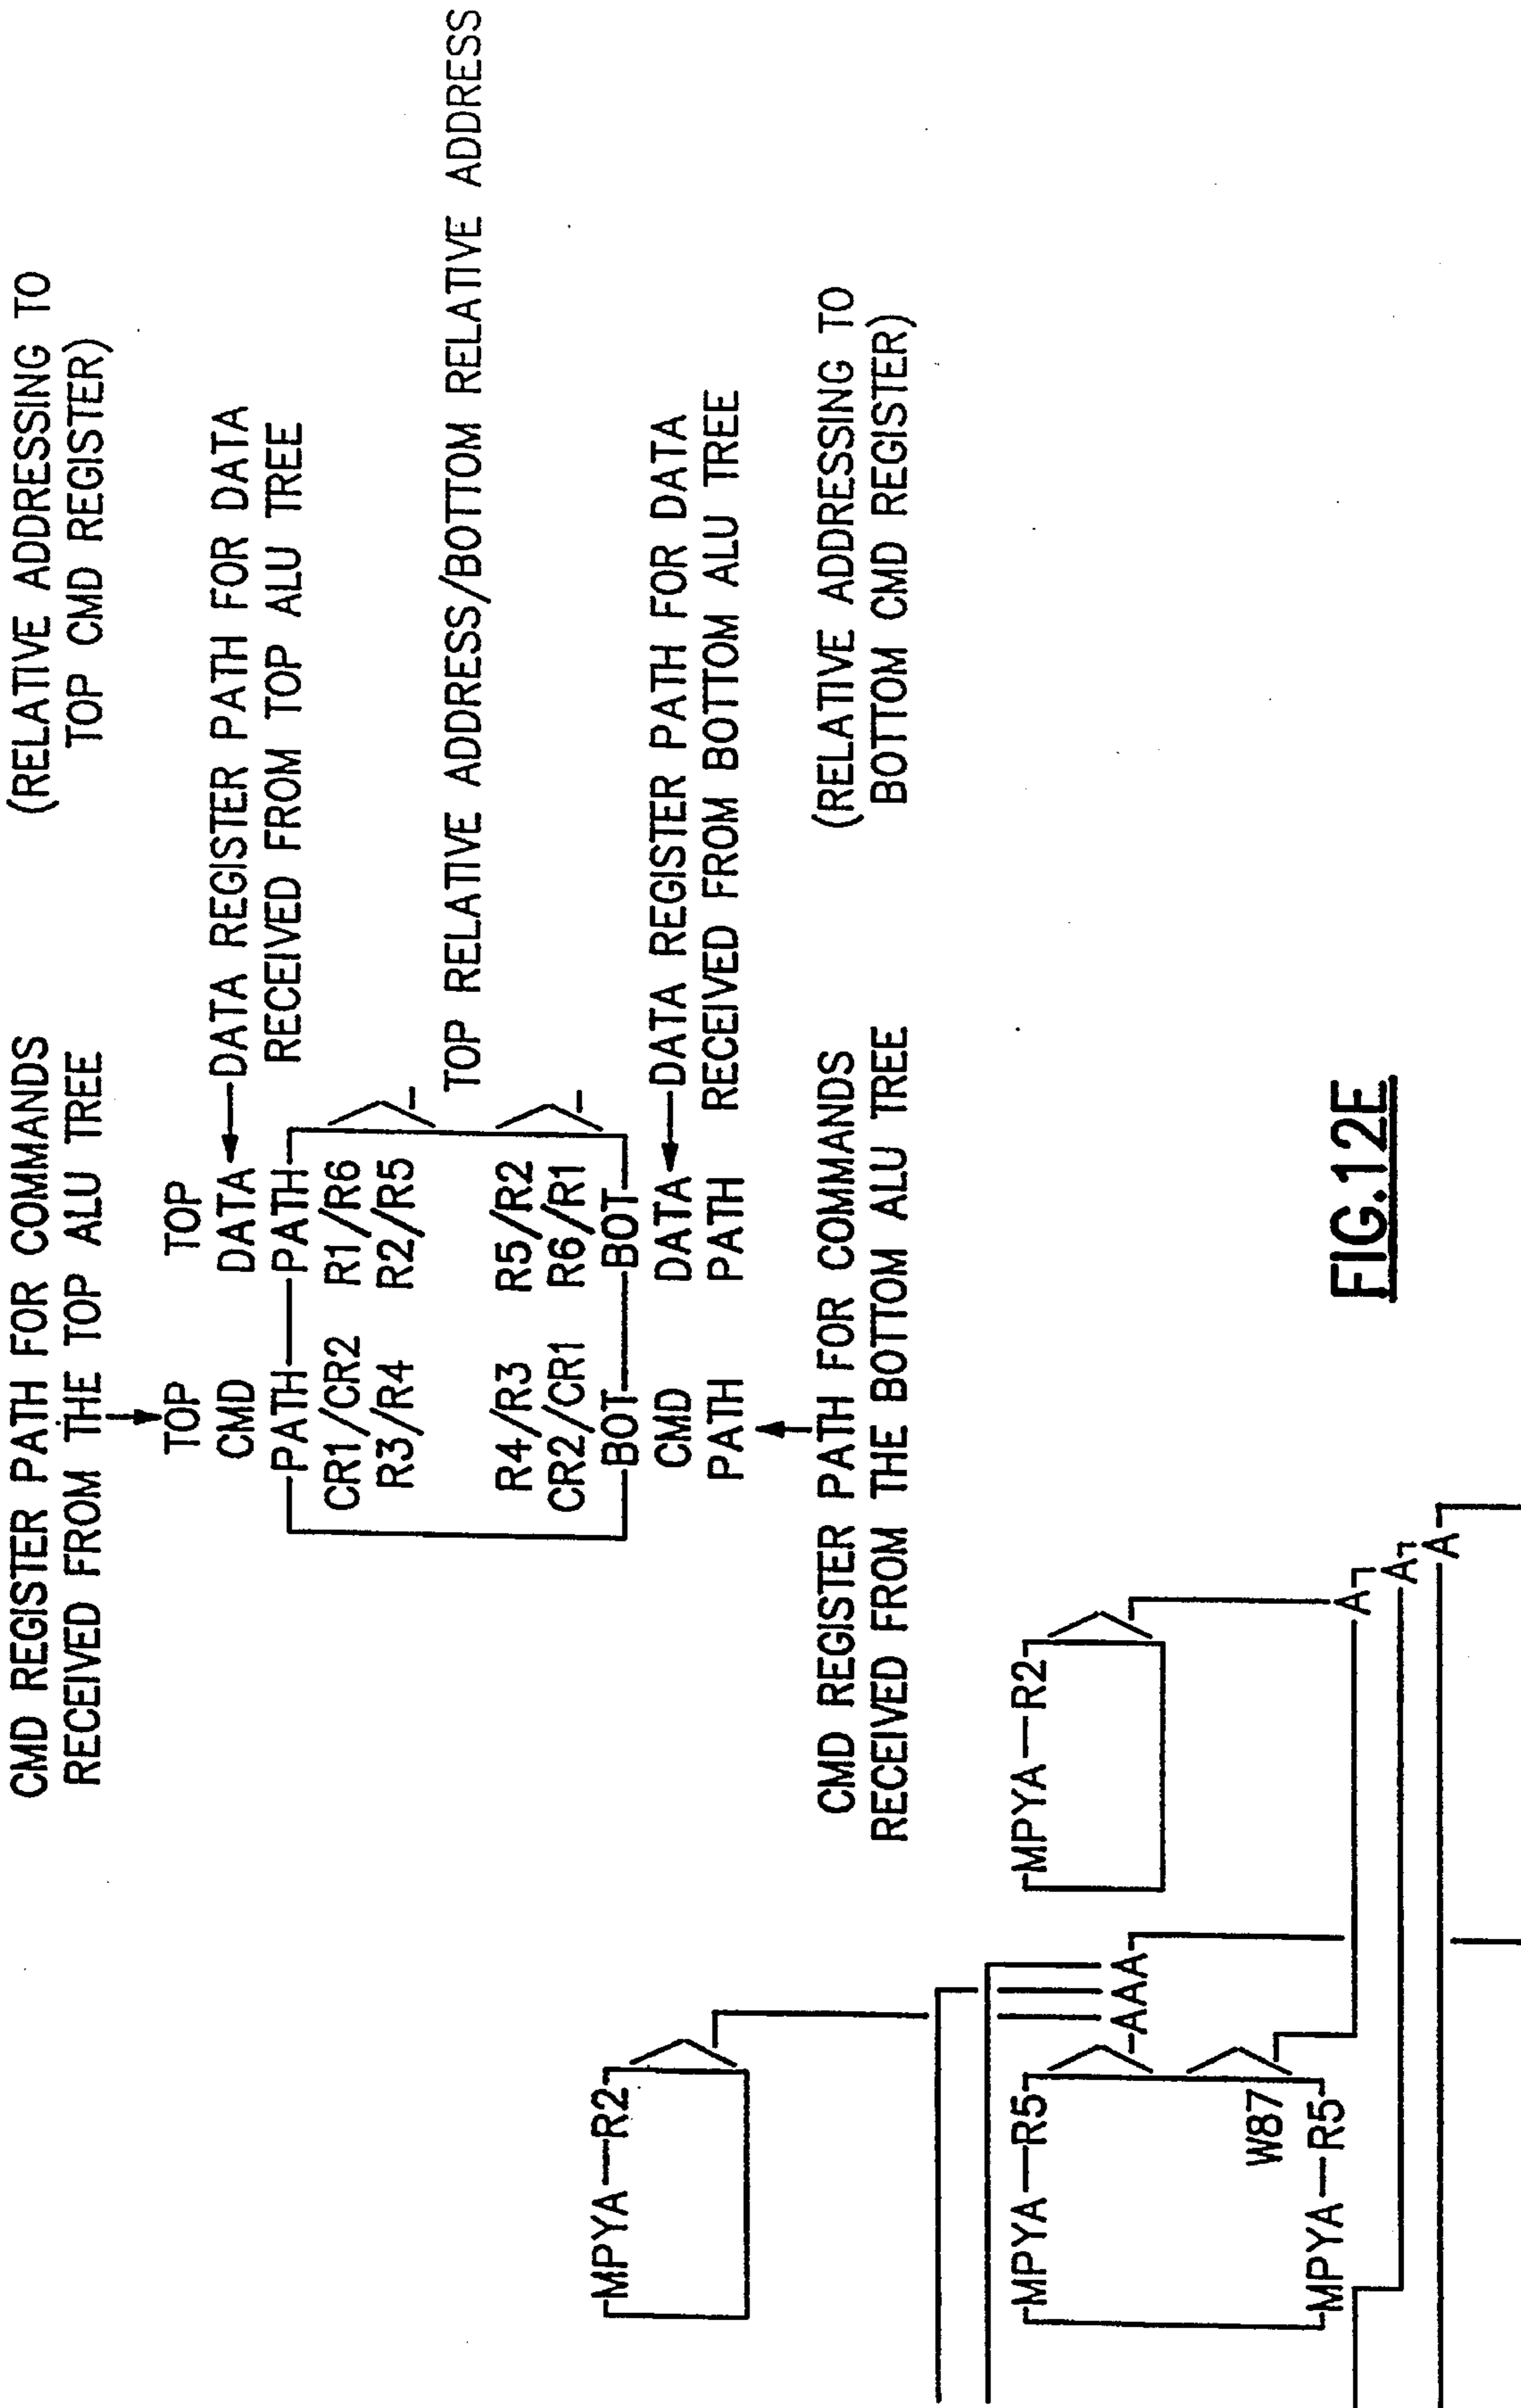 CMD REGISTER PATH FOR COMMANDS
RECEIVED FROM THE TOP ALU TREE
(RELATIVE ADDRESSING TO
TOP CMD REGISTER)
TOP TOP
CMD DATA DATA REGISTER PATH FOR DATA
PATH PATH RECEIVED FROM TOP ALU TREE
CR1/CR2 R1/R6
R3/R4 R2/R5
TOP RELATIVE ADDRESS/BOTTOM RELATIVE ADDRESS
R4/R3 R5/R2
CR2/CR1 R6/R1
BOT BOT
CMD DATA DATA REGISTER PATH FOR DATA
PATH PATH RECEIVED FROM BOTTOM ALU TREE
CMD REGISTER PATH FOR COMMANDS
RECEIVED FROM THE BOTTOM ALU TREE
(RELATIVE ADDRESSING TO
BOTTOM CMD REGISTER)
MPYA—R2
MPYA—R5
AAA
MPYA—R2
W87
MPYA—R5
A
A
A
FIG.12E